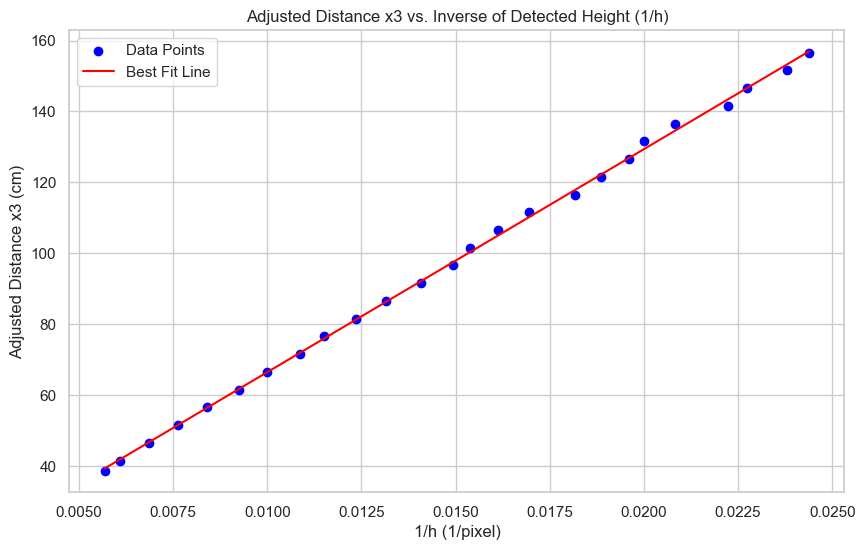 Adjusted Distance x3 vs. Inverse of Detected Height (1/h)
Data Points
Best Fit Line
Adjusted Distance x3 (cm)
160
140
120
100
80
60
40
0.0050 0.0075 0.0100 0.0125 0.0150 0.0175 0.0200 0.0225 0.0250
1/h (1/pixel)